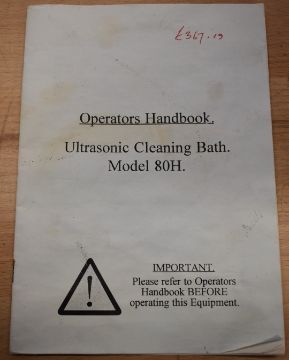 £367.19
Operators Handbook.
Ultrasonic Cleaning Bath.
Model 80H.
IMPORTANT.
Please refer to Operators
Handbook BEFORE
operating this Equipment.